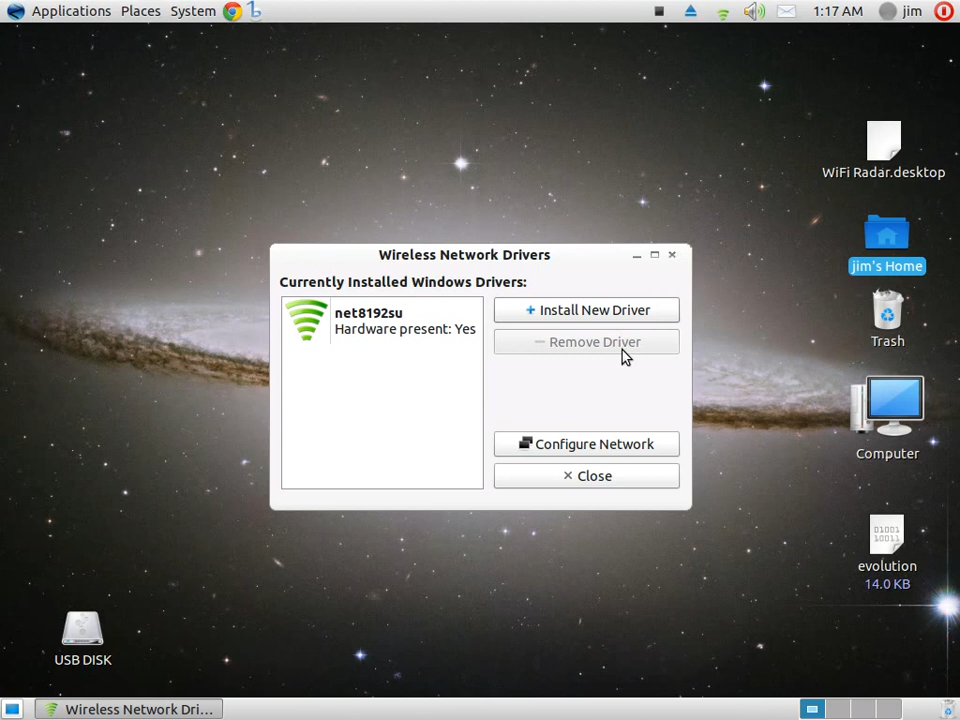 Applications Places System
1:17 AM jim
WiFi Radar.desktop
jim's Home
Trash
Computer
evolution
14.0 KB
USB DISK
Wireless Network Drivers
Currently Installed Windows Drivers:
net8192su
Hardware present: Yes
Install New Driver
Remove Driver
Configure Network
Close
Wireless Network Dri...